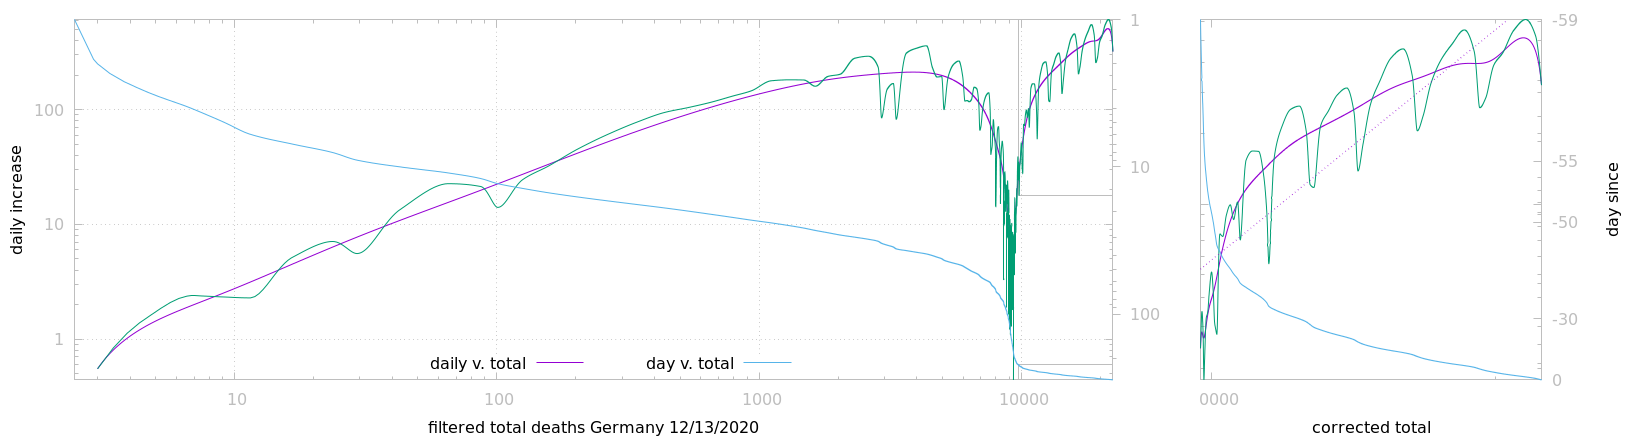 1
-59
100
daily increase
10
-55
-50
day since
10
100
-30
1
daily v. total
day v. total
0
10
100
1000
10000
0000
filtered total deaths Germany 12/13/2020
corrected total